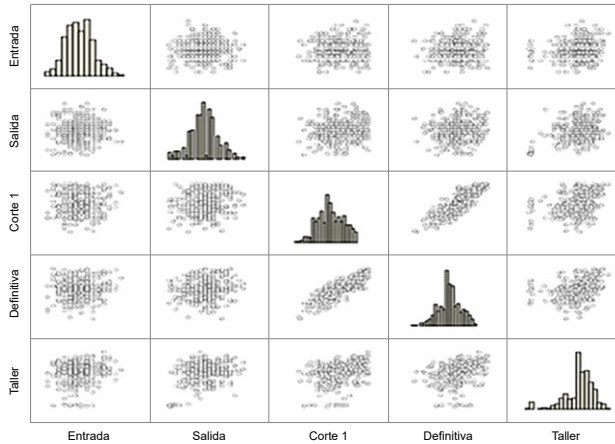 Entrada
Salida
Corte 1
Definitiva
Taller
Entrada Salida Corte 1 Definitiva Taller